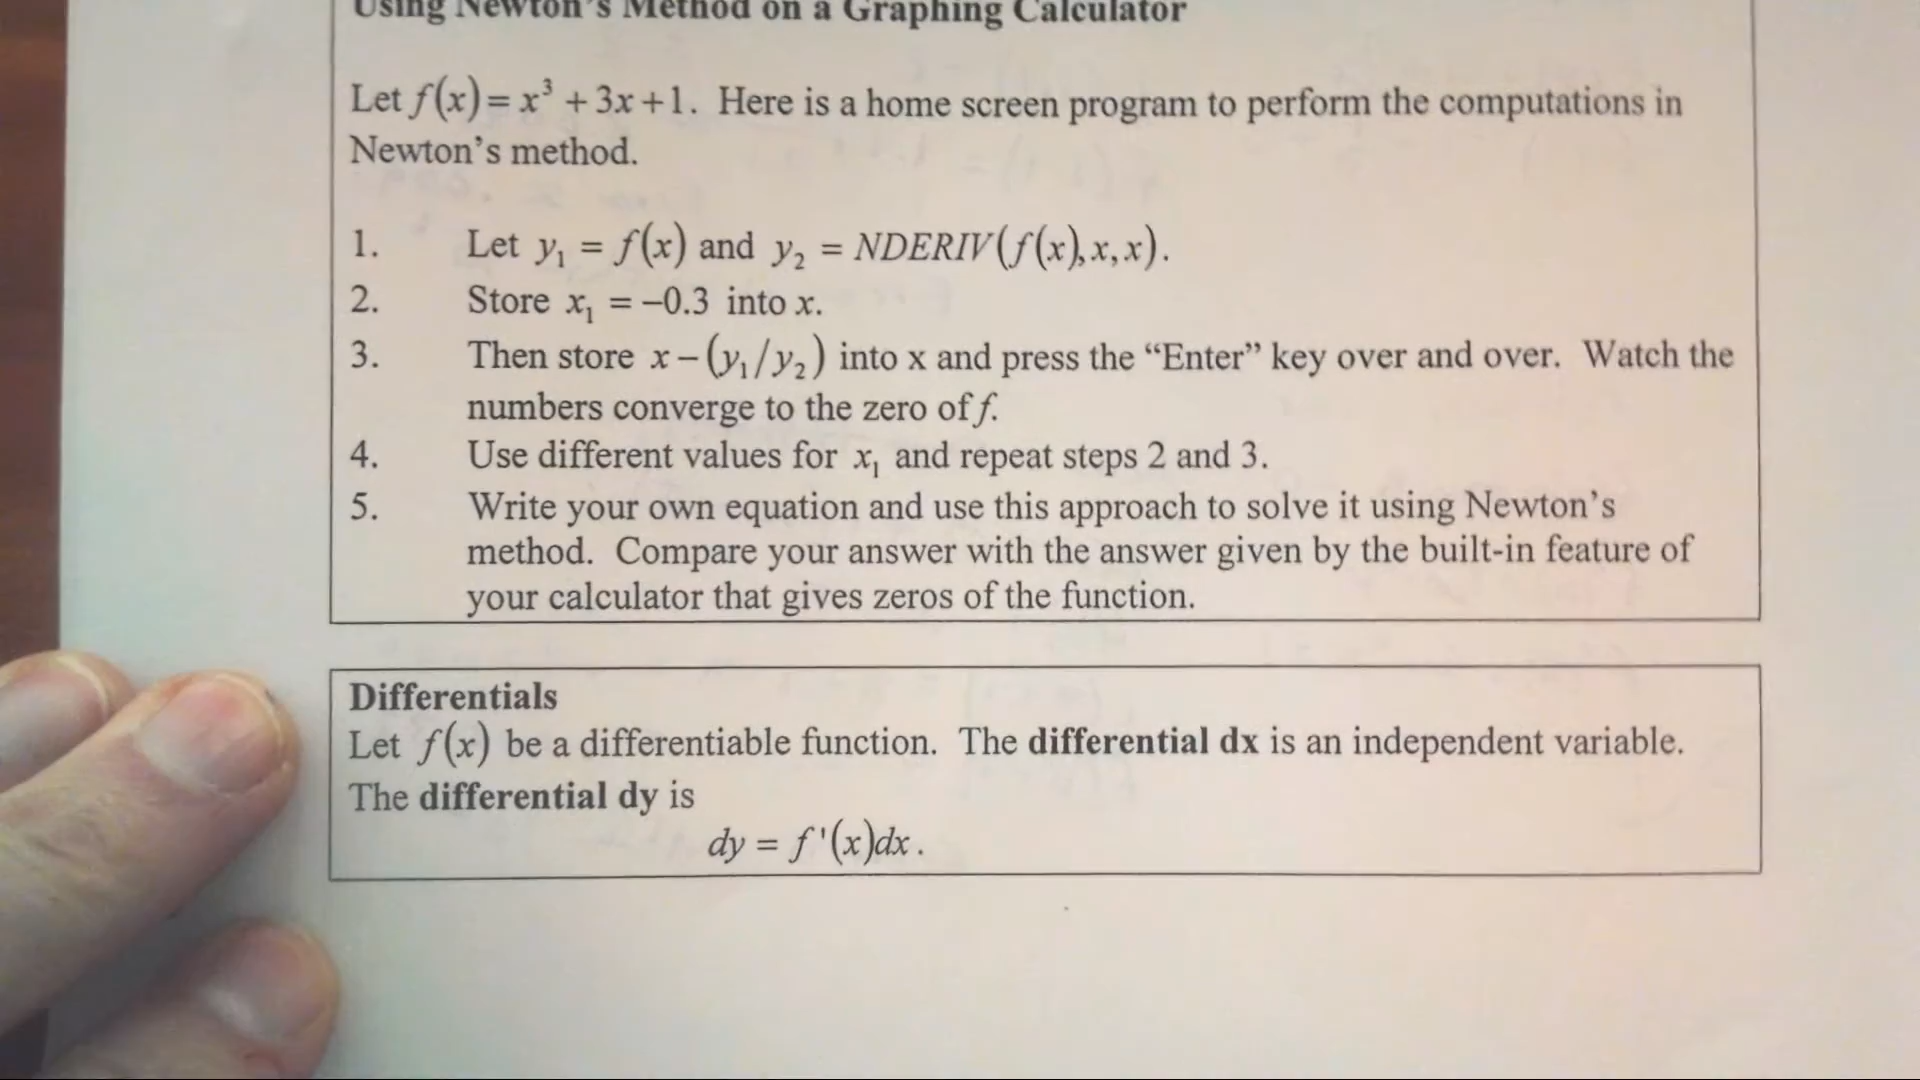 Using Newton's Method on a Graphing Calculator
Let f(x) = x³ + 3x + 1. Here is a home screen program to perform the computations in
Newton's method.
1. Let y₁ = f(x) and y₂ = NDERIV(f(x), x, x).
2. Store x₁ = −0.3 into x.
3. Then store x − (y₁/y₂) into x and press the “Enter” key over and over. Watch the
numbers converge to the zero of f.
4. Use different values for x₁ and repeat steps 2 and 3.
5. Write your own equation and use this approach to solve it using Newton’s
method. Compare your answer with the answer given by the built-in feature of
your calculator that gives zeros of the function.
Differentials
Let f(x) be a differentiable function. The differential dx is an independent variable.
The differential dy is
dy = f'(x)dx.